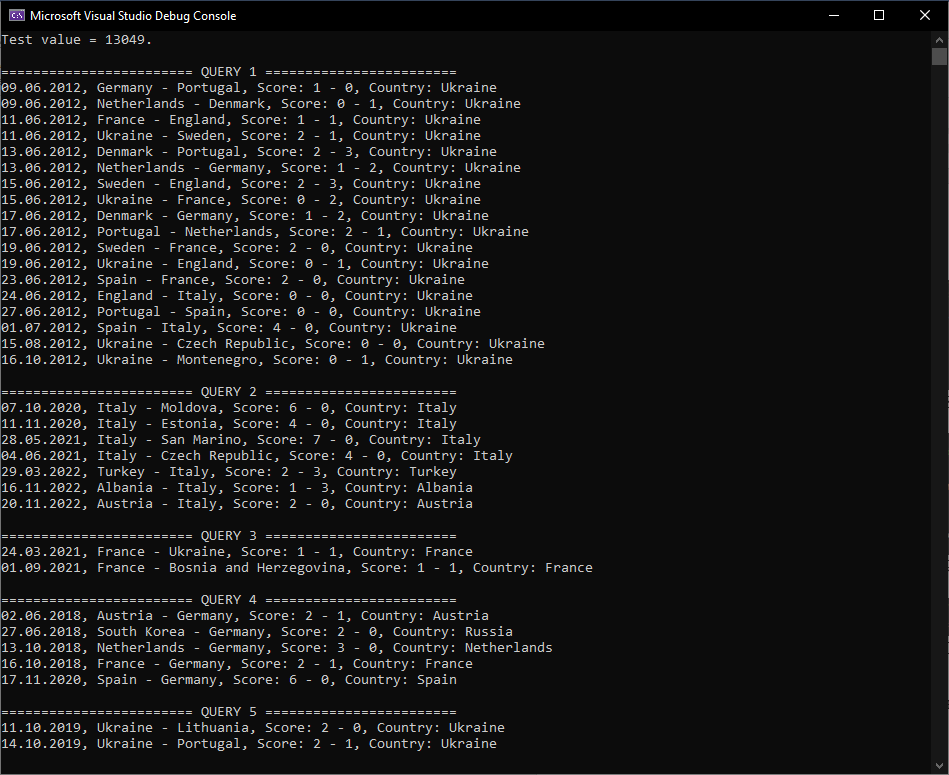 Microsoft Visual Studio Debug Console
Test value = 13049.
======================== QUERY 1 ========================
09.06.2012, Germany - Portugal, Score: 1 - 0, Country: Ukraine
09.06.2012, Netherlands - Denmark, Score: 0 - 1, Country: Ukraine
11.06.2012, France - England, Score: 1 - 1, Country: Ukraine
11.06.2012, Ukraine - Sweden, Score: 2 - 1, Country: Ukraine
13.06.2012, Denmark - Portugal, Score: 2 - 3, Country: Ukraine
13.06.2012, Netherlands - Germany, Score: 1 - 2, Country: Ukraine
15.06.2012, Sweden - England, Score: 2 - 3, Country: Ukraine
15.06.2012, Ukraine - France, Score: 0 - 2, Country: Ukraine
17.06.2012, Denmark - Germany, Score: 1 - 2, Country: Ukraine
17.06.2012, Portugal - Netherlands, Score: 2 - 1, Country: Ukraine
19.06.2012, Sweden - France, Score: 2 - 0, Country: Ukraine
19.06.2012, Ukraine - England, Score: 0 - 1, Country: Ukraine
23.06.2012, Spain - France, Score: 2 - 0, Country: Ukraine
24.06.2012, England - Italy, Score: 0 - 0, Country: Ukraine
27.06.2012, Portugal - Spain, Score: 0 - 0, Country: Ukraine
01.07.2012, Spain - Italy, Score: 4 - 0, Country: Ukraine
15.08.2012, Ukraine - Czech Republic, Score: 0 - 0, Country: Ukraine
16.10.2012, Ukraine - Montenegro, Score: 0 - 1, Country: Ukraine
======================== QUERY 2 ========================
07.10.2020, Italy - Moldova, Score: 6 - 0, Country: Italy
11.11.2020, Italy - Estonia, Score: 4 - 0, Country: Italy
28.05.2021, Italy - San Marino, Score: 7 - 0, Country: Italy
04.06.2021, Italy - Czech Republic, Score: 4 - 0, Country: Italy
29.03.2022, Turkey - Italy, Score: 2 - 3, Country: Turkey
16.11.2022, Albania - Italy, Score: 1 - 3, Country: Albania
20.11.2022, Austria - Italy, Score: 2 - 0, Country: Austria
======================== QUERY 3 ========================
24.03.2021, France - Ukraine, Score: 1 - 1, Country: France
01.09.2021, France - Bosnia and Herzegovina, Score: 1 - 1, Country: France
======================== QUERY 4 ========================
02.06.2018, Austria - Germany, Score: 2 - 1, Country: Austria
27.06.2018, South Korea - Germany, Score: 2 - 0, Country: Russia
13.10.2018, Netherlands - Germany, Score: 3 - 0, Country: Netherlands
16.10.2018, France - Germany, Score: 2 - 1, Country: France
17.11.2020, Spain - Germany, Score: 6 - 0, Country: Spain
======================== QUERY 5 ========================
11.10.2019, Ukraine - Lithuania, Score: 2 - 0, Country: Ukraine
14.10.2019, Ukraine - Portugal, Score: 2 - 1, Country: Ukraine